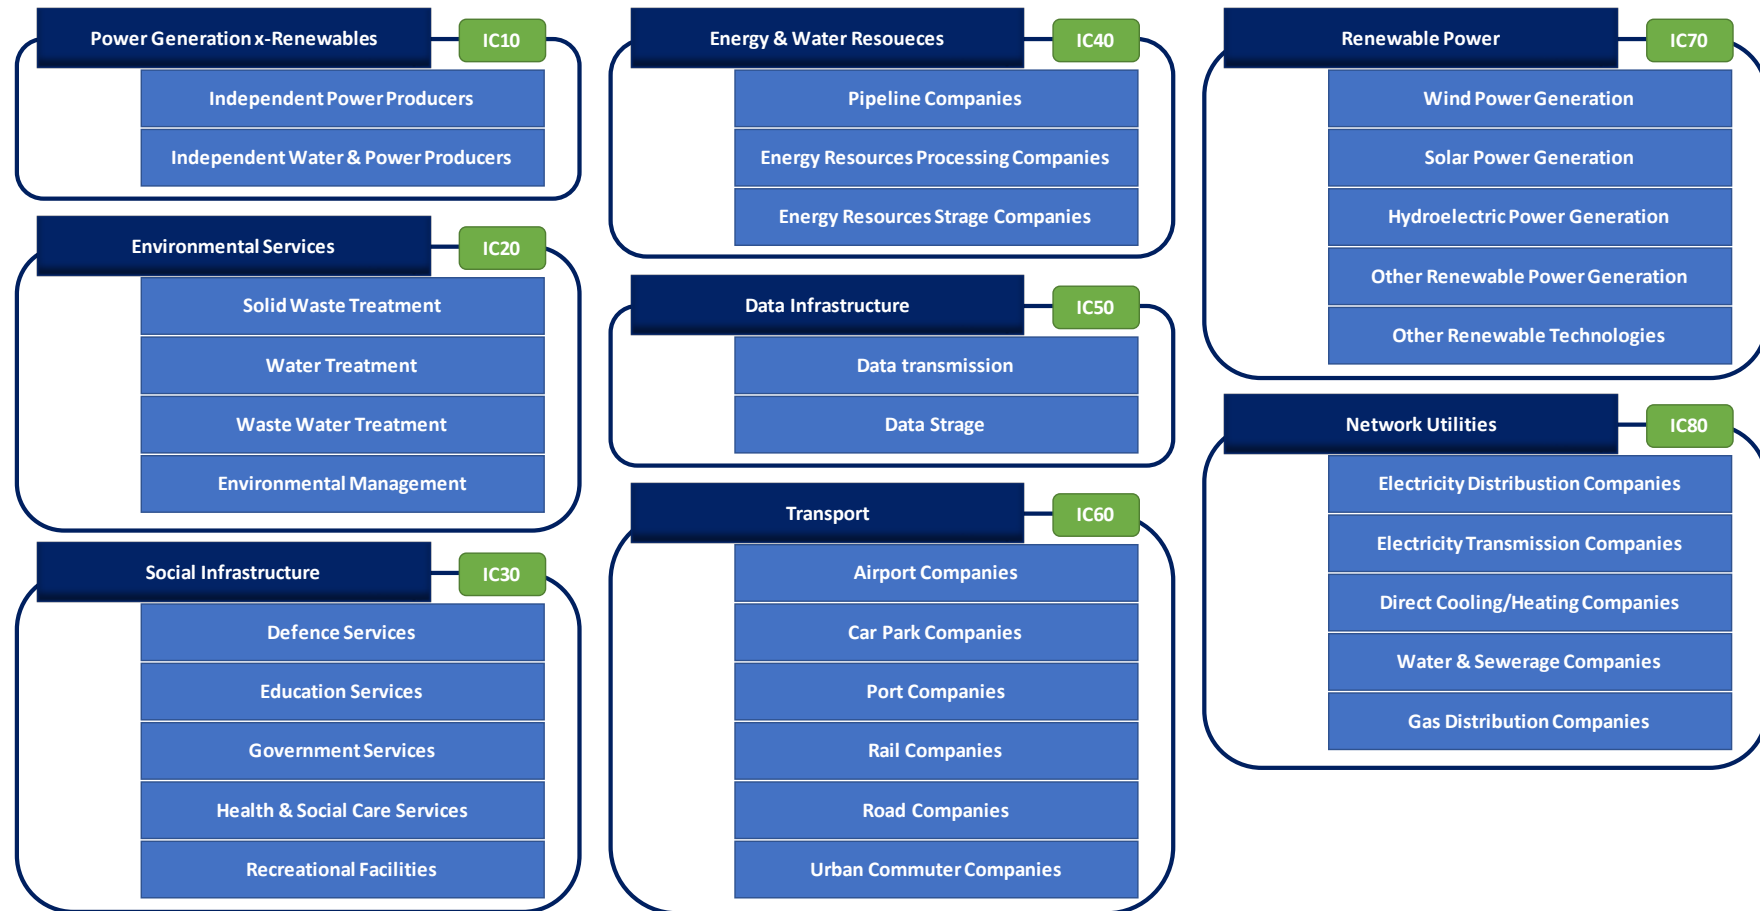 Power Generation x-Renewables
IC10
Independent Power Producers
Independent Water & Power Producers
Environmental Services
IC20
Solid Waste Treatment
Water Treatment
Waste Water Treatment
Environmental Management
Social Infrastructure
IC30
Defence Services
Education Services
Government Services
Health & Social Care Services
Recreational Facilities
Energy & Water Resoueces
IC40
Pipeline Companies
Energy Resources Processing Companies
Energy Resources Strage Companies
Data Infrastructure
IC50
Data transmission
Data Strage
Transport
IC60
Airport Companies
Car Park Companies
Port Companies
Rail Companies
Road Companies
Urban Commuter Companies
Renewable Power
IC70
Wind Power Generation
Solar Power Generation
Hydroelectric Power Generation
Other Renewable Power Generation
Other Renewable Technologies
Network Utilities
IC80
Electricity Distribustion Companies
Electricity Transmission Companies
Direct Cooling/Heating Companies
Water & Sewerage Companies
Gas Distribution Companies